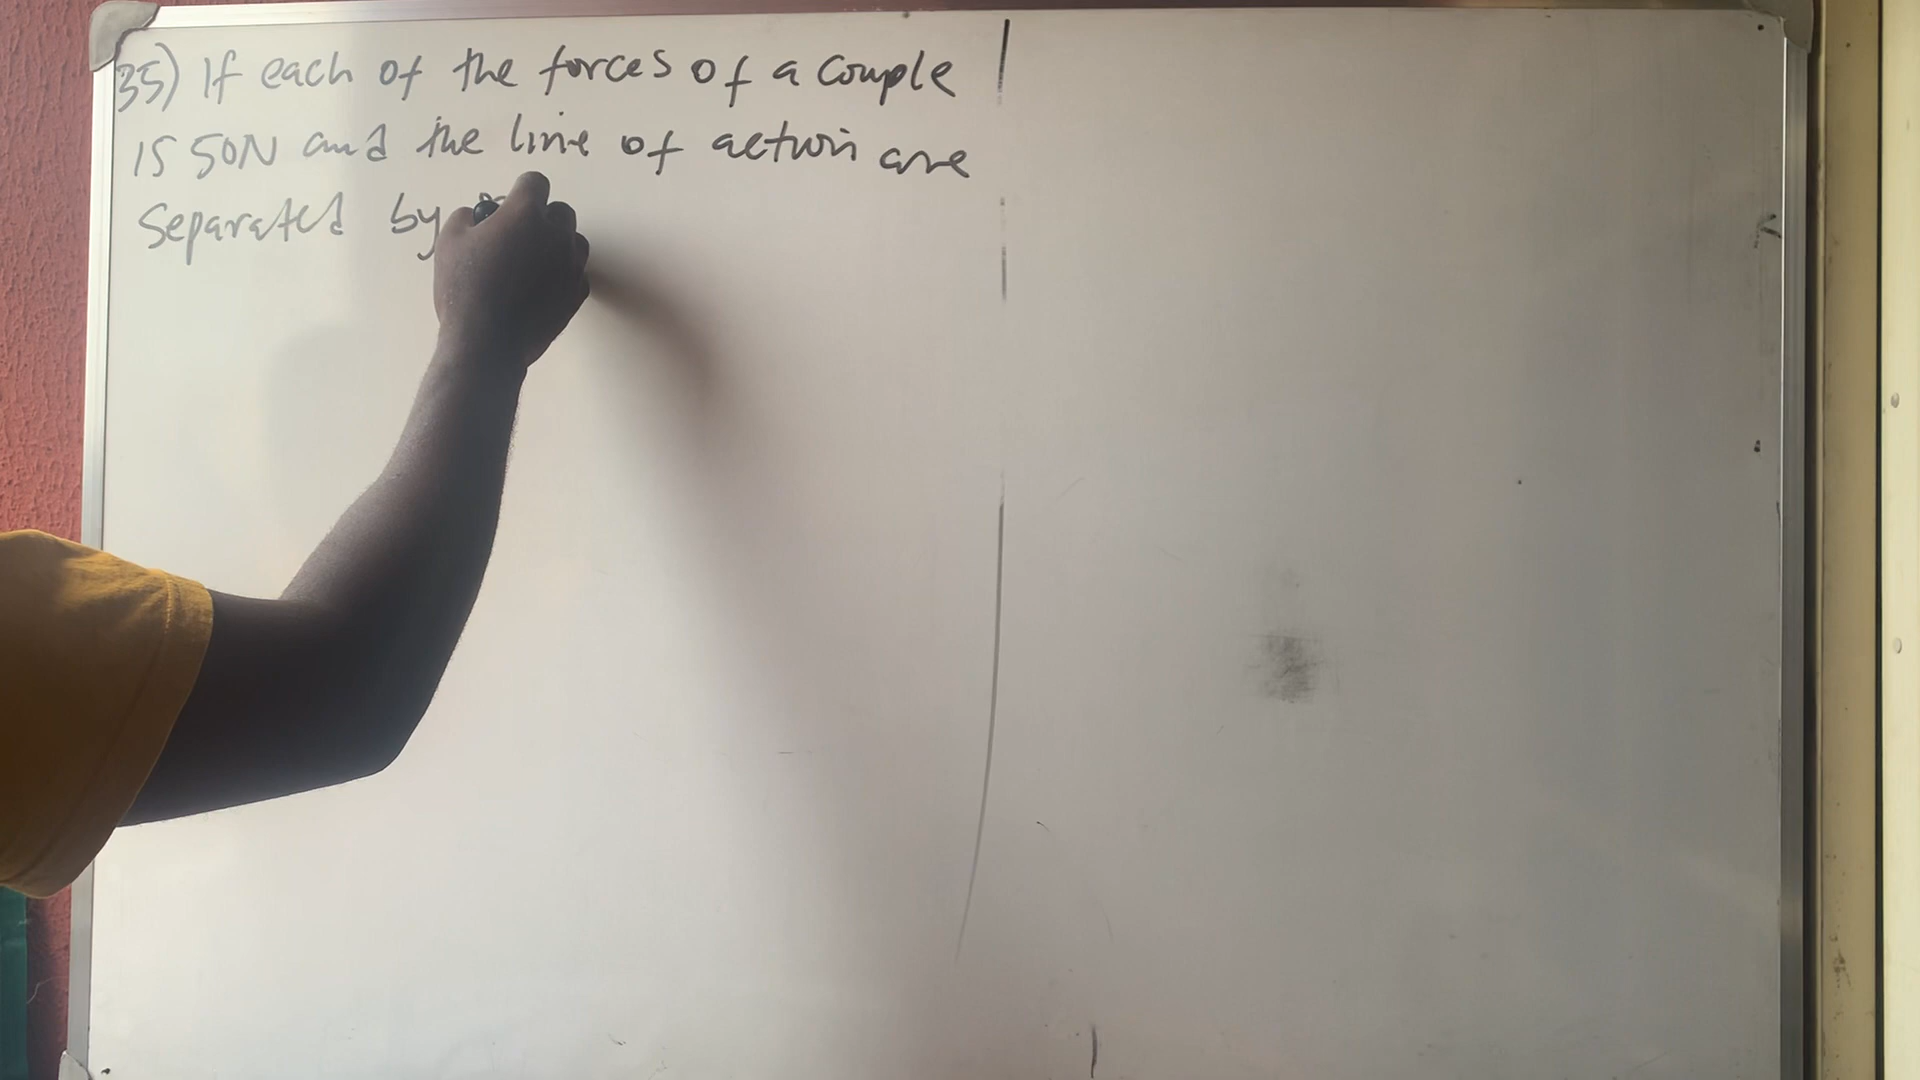 35) If each of the forces of a couple
is 50N and the line of action are
Separated by